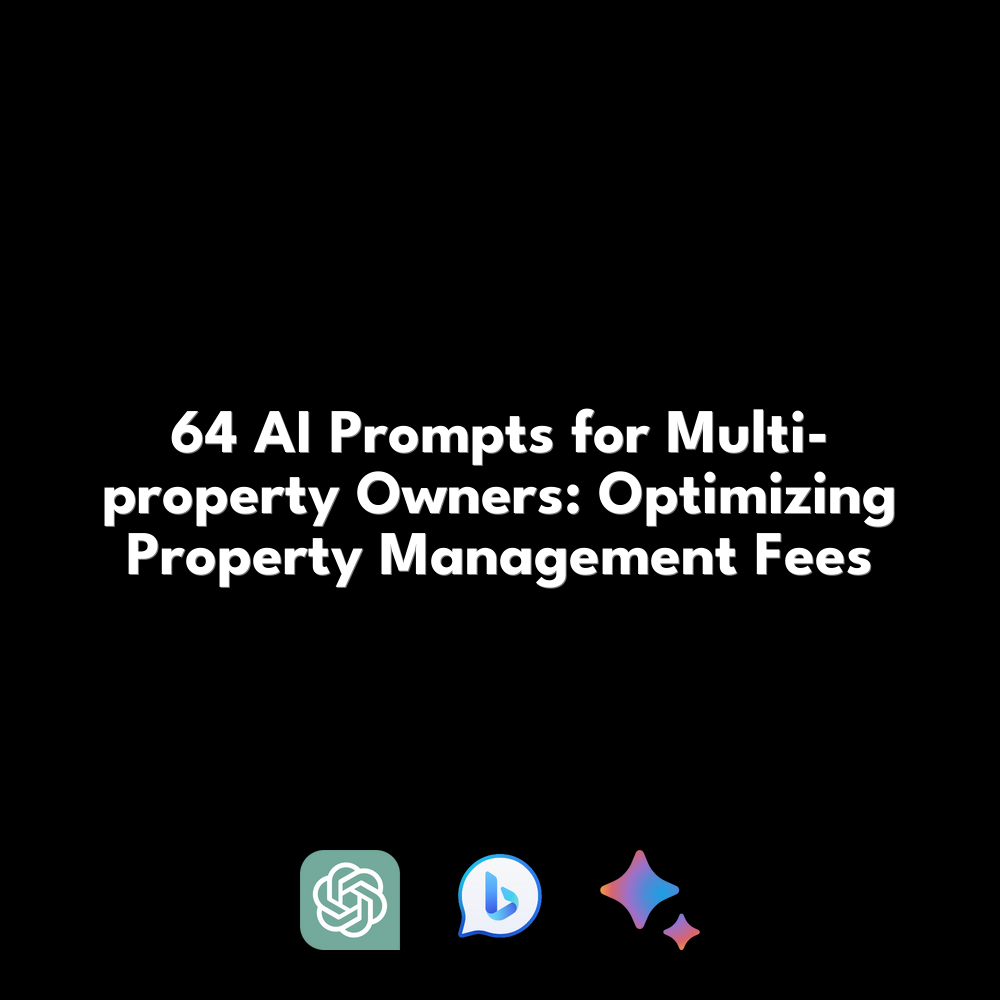 64 AI Prompts for Multi-
property Owners: Optimizing
Property Management Fees